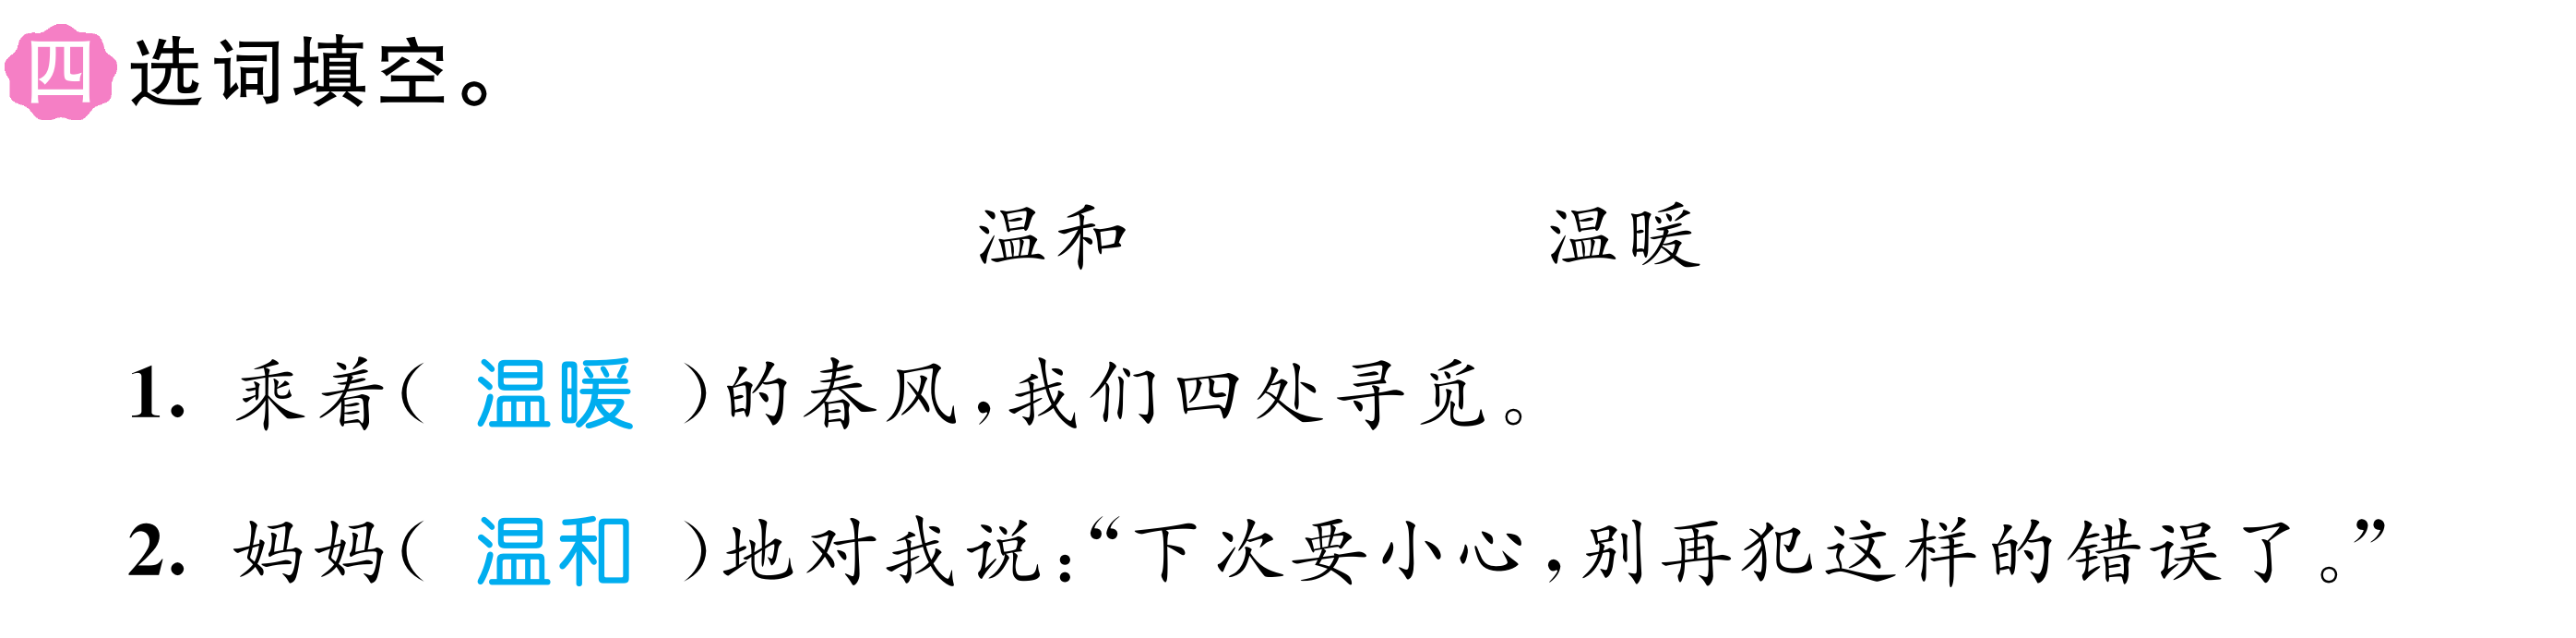 四 选词填空。
温和 温暖
1. 乘着( 温暖 )的春风,我们四处寻觅。
2. 妈妈( 温和 )地对我说:“下次要小心,别再犯这样的错误了。”